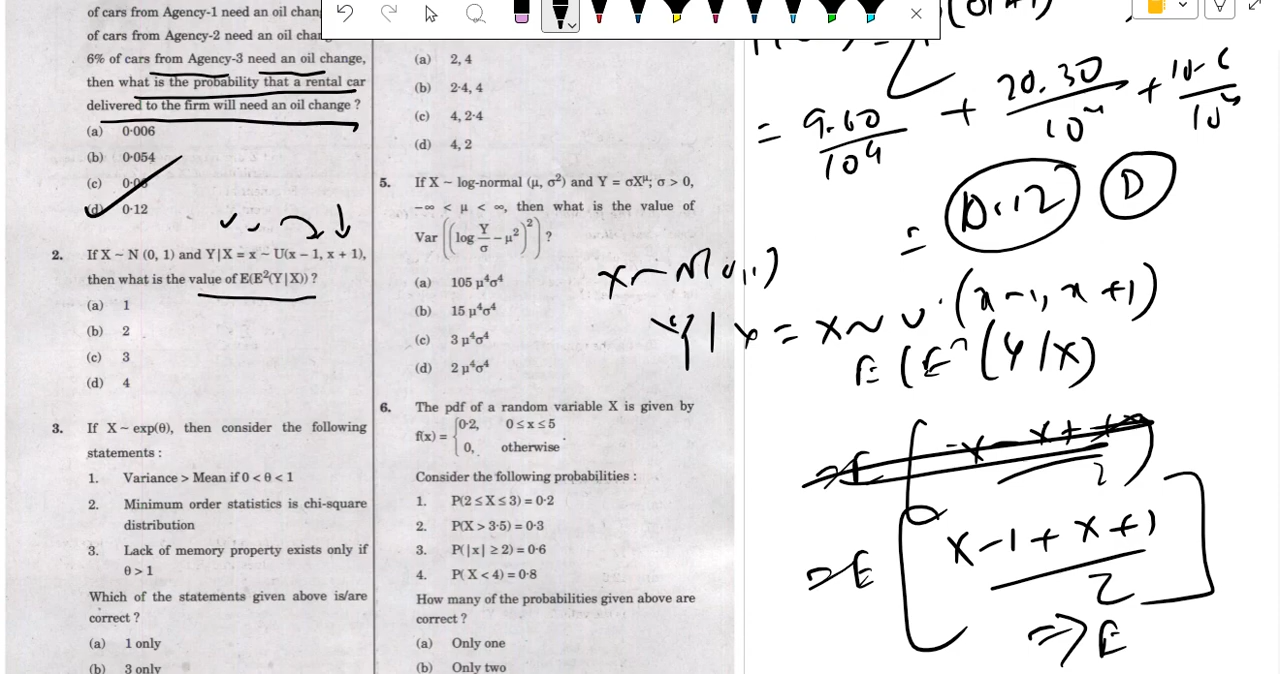 of cars from Agency-1 need an oil chan
of cars from Agency-2 need an oil cha
6% of cars from Agency-3 need an oil change,
then what is the probability that a rental car
delivered to the firm will need an oil change ?
(a) 0·006
(b) 0·054
(c) 0·06
(d) 0·12
2. If X ~ N (0, 1) and Y|X = x ~ U(x – 1, x + 1),
then what is the value of E(E²(Y|X)) ?
(a) 1
(b) 2
(c) 3
(d) 4
3. If X ~ exp(θ), then consider the following
statements :
1. Variance > Mean if 0 < θ < 1
2. Minimum order statistics is chi-square
distribution
3. Lack of memory property exists only if
θ > 1
Which of the statements given above is/are
correct ?
(a) 1 only
(b) 3 only
(a) 2, 4
(b) 2·4, 4
(c) 4, 2·4
(d) 4, 2
5. If X ~ log-normal (μ, σ²) and Y = σX^μ; σ > 0,
–∞ < μ < ∞, then what is the value of
Var ((log Y/σ – μ²)²) ?
(a) 105 μ⁴σ⁴
(b) 15 μ⁴σ⁴
(c) 3 μ⁴σ⁴
(d) 2 μ⁴σ⁴
6. The pdf of a random variable X is given by
f(x) = { 0·2, 0 ≤ x ≤ 5
0, otherwise .
Consider the following probabilities :
1. P(2 ≤ X ≤ 3) = 0·2
2. P(X > 3·5) = 0·3
3. P(|x| ≥ 2) = 0·6
4. P( X < 4) = 0·8
How many of the probabilities given above are
correct ?
(a) Only one
(b) Only two
= 9.60/10⁴ + 20.30/10⁴ +
= 0.12 D
Y | X = x ~ U (x-1, x+1)
E (E² (Y/X)
⇒ E [ x-1+x+1 / 2 ]
⇒ E